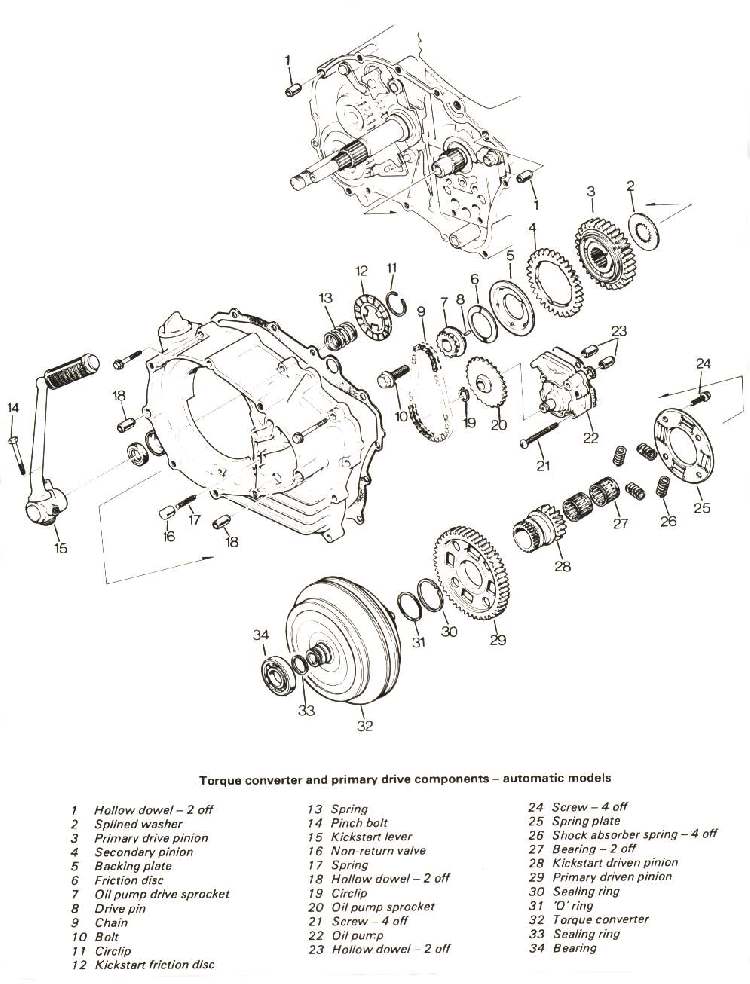 1
1
2
3
4
5
6
7
8
9
10
11
12
13
14
15
16
17
18
18
19
20
21
22
23
24
25
26
27
28
29
30
31
32
33
34
Torque converter and primary drive components – automatic models
1 Hollow dowel – 2 off
2 Splined washer
3 Primary drive pinion
4 Secondary pinion
5 Backing plate
6 Friction disc
7 Oil pump drive sprocket
8 Drive pin
9 Chain
10 Bolt
11 Circlip
12 Kickstart friction disc
13 Spring
14 Pinch bolt
15 Kickstart lever
16 Non-return valve
17 Spring
18 Hollow dowel – 2 off
19 Circlip
20 Oil pump sprocket
21 Screw – 4 off
22 Oil pump
23 Hollow dowel – 2 off
24 Screw – 4 off
25 Spring plate
26 Shock absorber spring – 4 off
27 Bearing – 2 off
28 Kickstart driven pinion
29 Primary driven pinion
30 Sealing ring
31 'O' ring
32 Torque converter
33 Sealing ring
34 Bearing